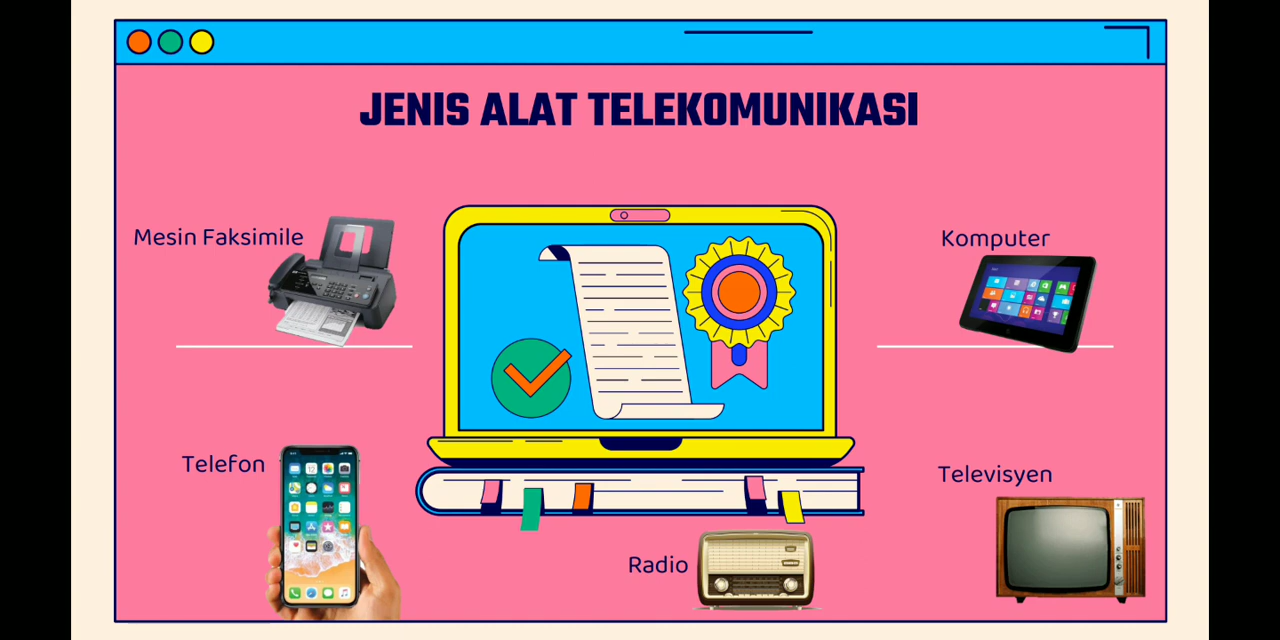 JENIS ALAT TELEKOMUNIKASI
Mesin Faksimile
Komputer
Telefon
Televisyen
Radio